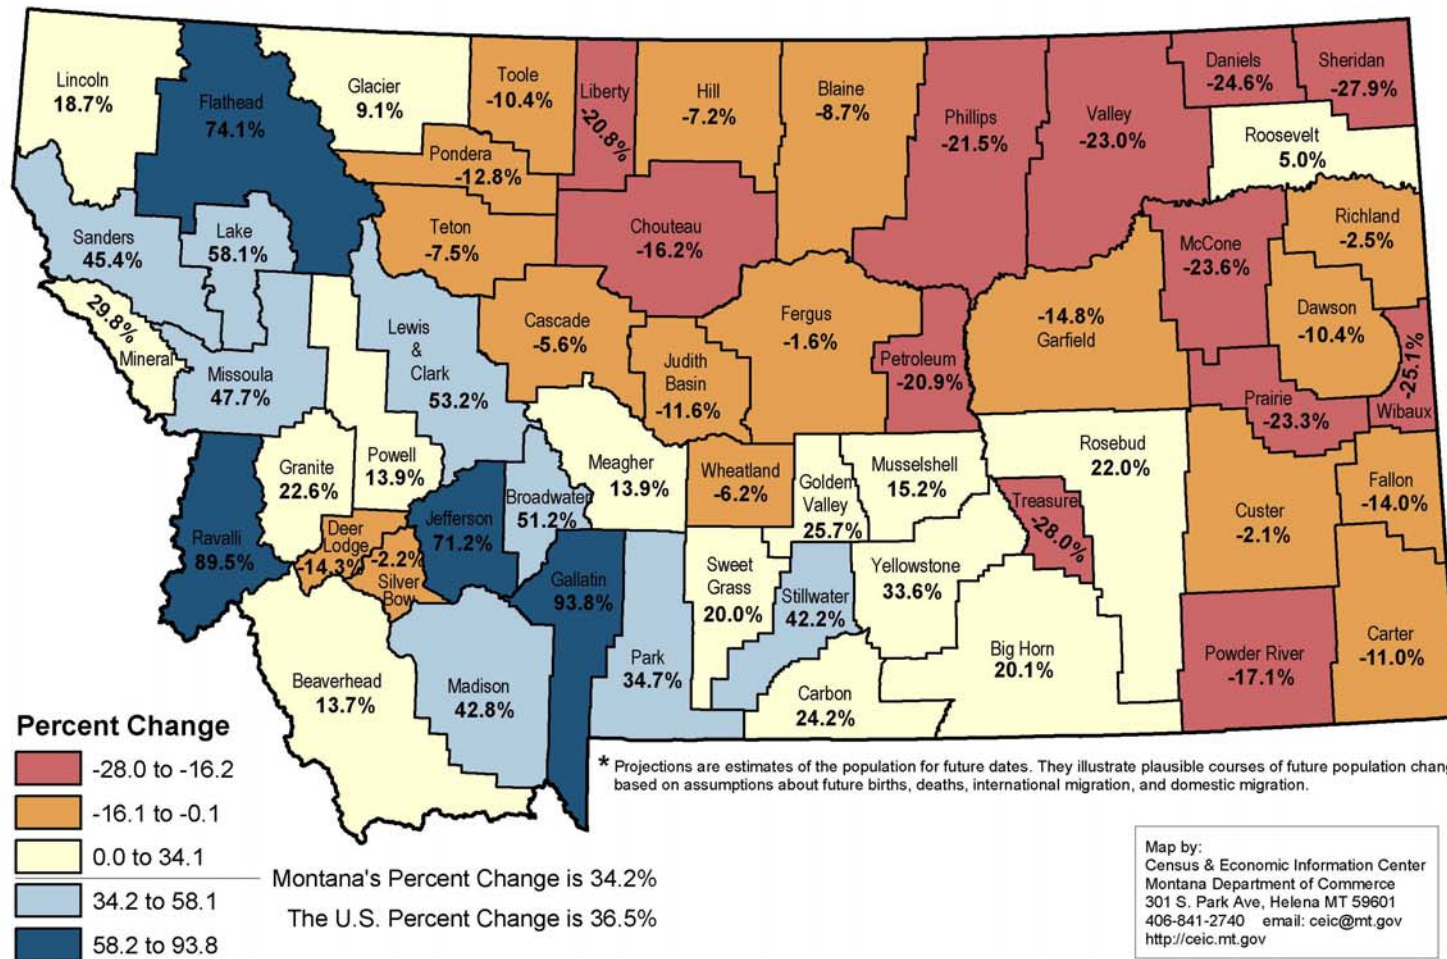 Lincoln
18.7%
Flathead
74.1%
Glacier
9.1%
Toole
-10.4%
Liberty
-20.8%
Hill
-7.2%
Blaine
-8.7%
Phillips
-21.5%
Valley
-23.0%
Daniels
-24.6%
Sheridan
-27.9%
Roosevelt
5.0%
Pondera
-12.8%
Teton
-7.5%
Chouteau
-16.2%
Sanders
45.4%
Lake
58.1%
McCone
-23.6%
Richland
-2.5%
Dawson
-10.4%
29.8%
Mineral
Missoula
47.7%
Lewis
&
Clark
53.2%
Cascade
-5.6%
Judith
Basin
-11.6%
Fergus
-1.6%
Petroleum
-20.9%
-14.8%
Garfield
Prairie
-23.3%
-25.1%
Wibaux
Granite
22.6%
Powell
13.9%
Meagher
13.9%
Wheatland
-6.2%
Golden
Valley
25.7%
Musselshell
15.2%
Rosebud
22.0%
Treasure
-28.0%
Custer
-2.1%
Fallon
-14.0%
Ravalli
89.5%
Deer
Lodge
-14.3%
-2.2%
Silver
Bow
Jefferson
71.2%
Broadwater
51.2%
Gallatin
93.8%
Sweet
Grass
20.0%
Stillwater
42.2%
Yellowstone
33.6%
Beaverhead
13.7%
Madison
42.8%
Park
34.7%
Carbon
24.2%
Big Horn
20.1%
Powder River
-17.1%
Carter
-11.0%
Percent Change
-28.0 to -16.2
-16.1 to -0.1
0.0 to 34.1
34.2 to 58.1
58.2 to 93.8
Montana's Percent Change is 34.2%
The U.S. Percent Change is 36.5%
* Projections are estimates of the population for future dates. They illustrate plausible courses of future population chang
based on assumptions about future births, deaths, international migration, and domestic migration.
Map by:
Census & Economic Information Center
Montana Department of Commerce
301 S. Park Ave, Helena MT 59601
406-841-2740 email: ceic@mt.gov
http://ceic.mt.gov